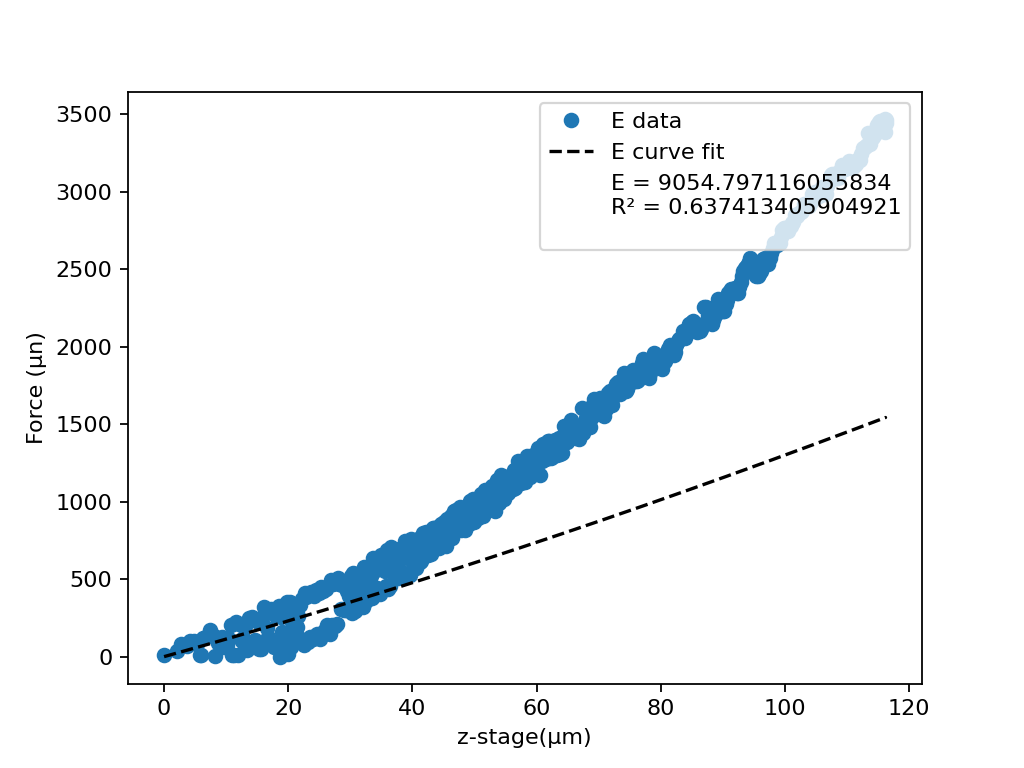 E data
E curve fit
E = 9054.797116055834
R² = 0.637413405904921
3500
3000
2500
2000
1500
1000
500
0
Force (μn)
0 20 40 60 80 100 120
z-stage(μm)